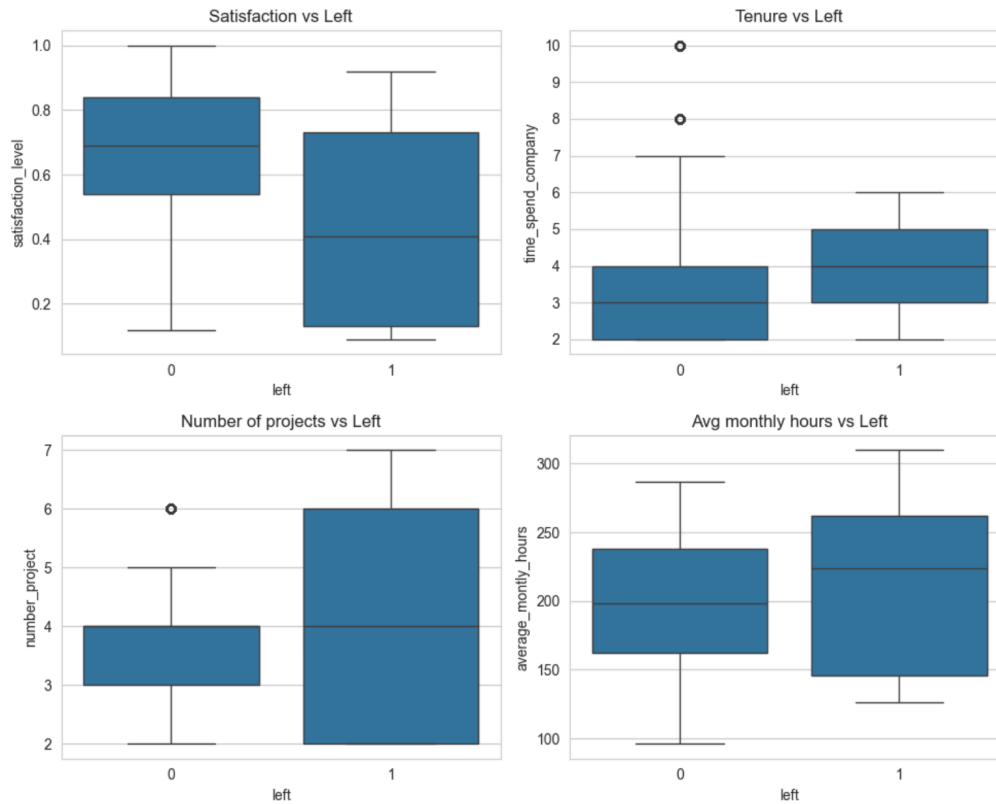 Satisfaction vs Left
1.0
0.8
0.6
0.4
0.2
satisfaction_level
0 1
left
Tenure vs Left
10
9
8
7
6
5
4
3
2
time_spend_company
0 1
left
Number of projects vs Left
7
6
5
4
3
2
number_project
0 1
left
Avg monthly hours vs Left
300
250
200
150
100
average_montly_hours
0 1
left